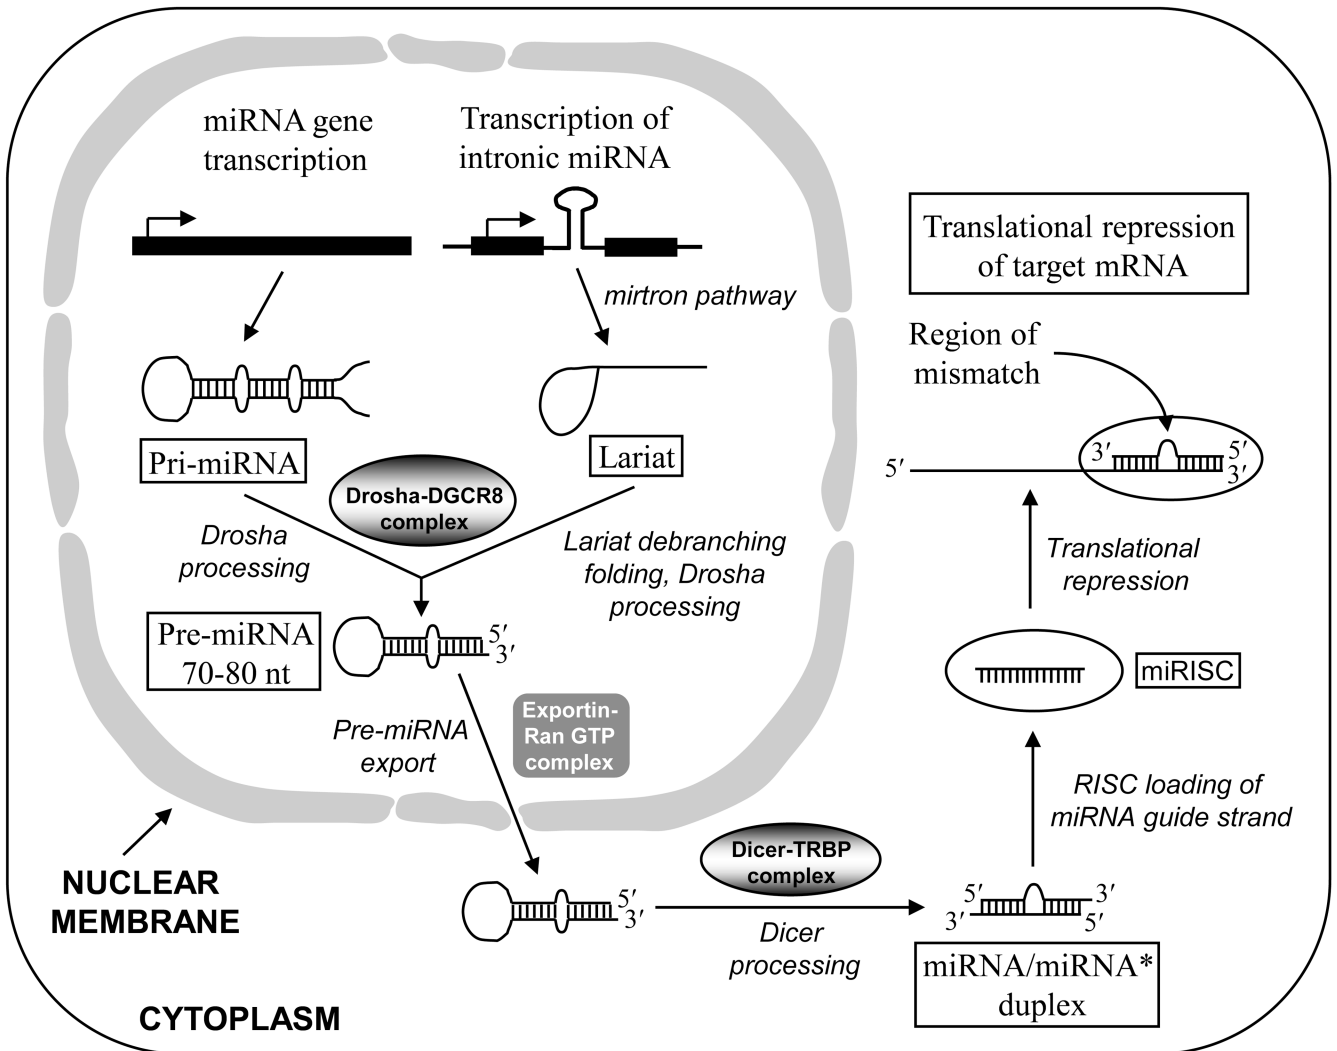 miRNA gene
transcription
Transcription of
intronic miRNA
mirtron pathway
Pri-miRNA
Lariat
Drosha-DGCR8
complex
Drosha
processing
Lariat debranching
folding, Drosha
processing
Pre-miRNA
70-80 nt
5′
3′
Pre-miRNA
export
Exportin-
Ran GTP
complex
NUCLEAR
MEMBRANE
CYTOPLASM
5′
3′
Dicer-TRBP
complex
Dicer
processing
5′ 3′
3′ 5′
miRNA/miRNA*
duplex
RISC loading of
miRNA guide strand
miRISC
Translational
repression
5′
3′ 5′
3′
Region of
mismatch
Translational repression
of target mRNA